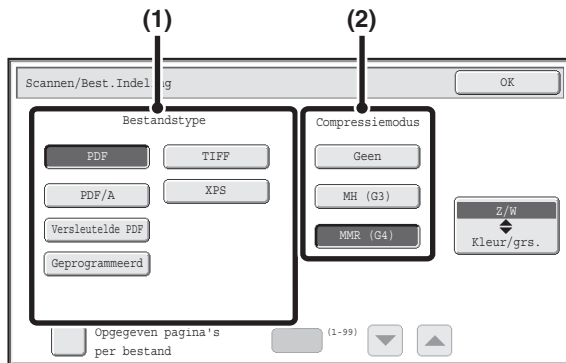 (1) (2)
Scannen/Best.Indeling OK
Bestandstype Compressiemodus
PDF TIFF Geen
PDF/A XPS MH (G3)
Versleutelde PDF MMR (G4)
Z/W
Kleur/grs.
Geprogrammeerd
Opgegeven pagina's (1-99)
per bestand